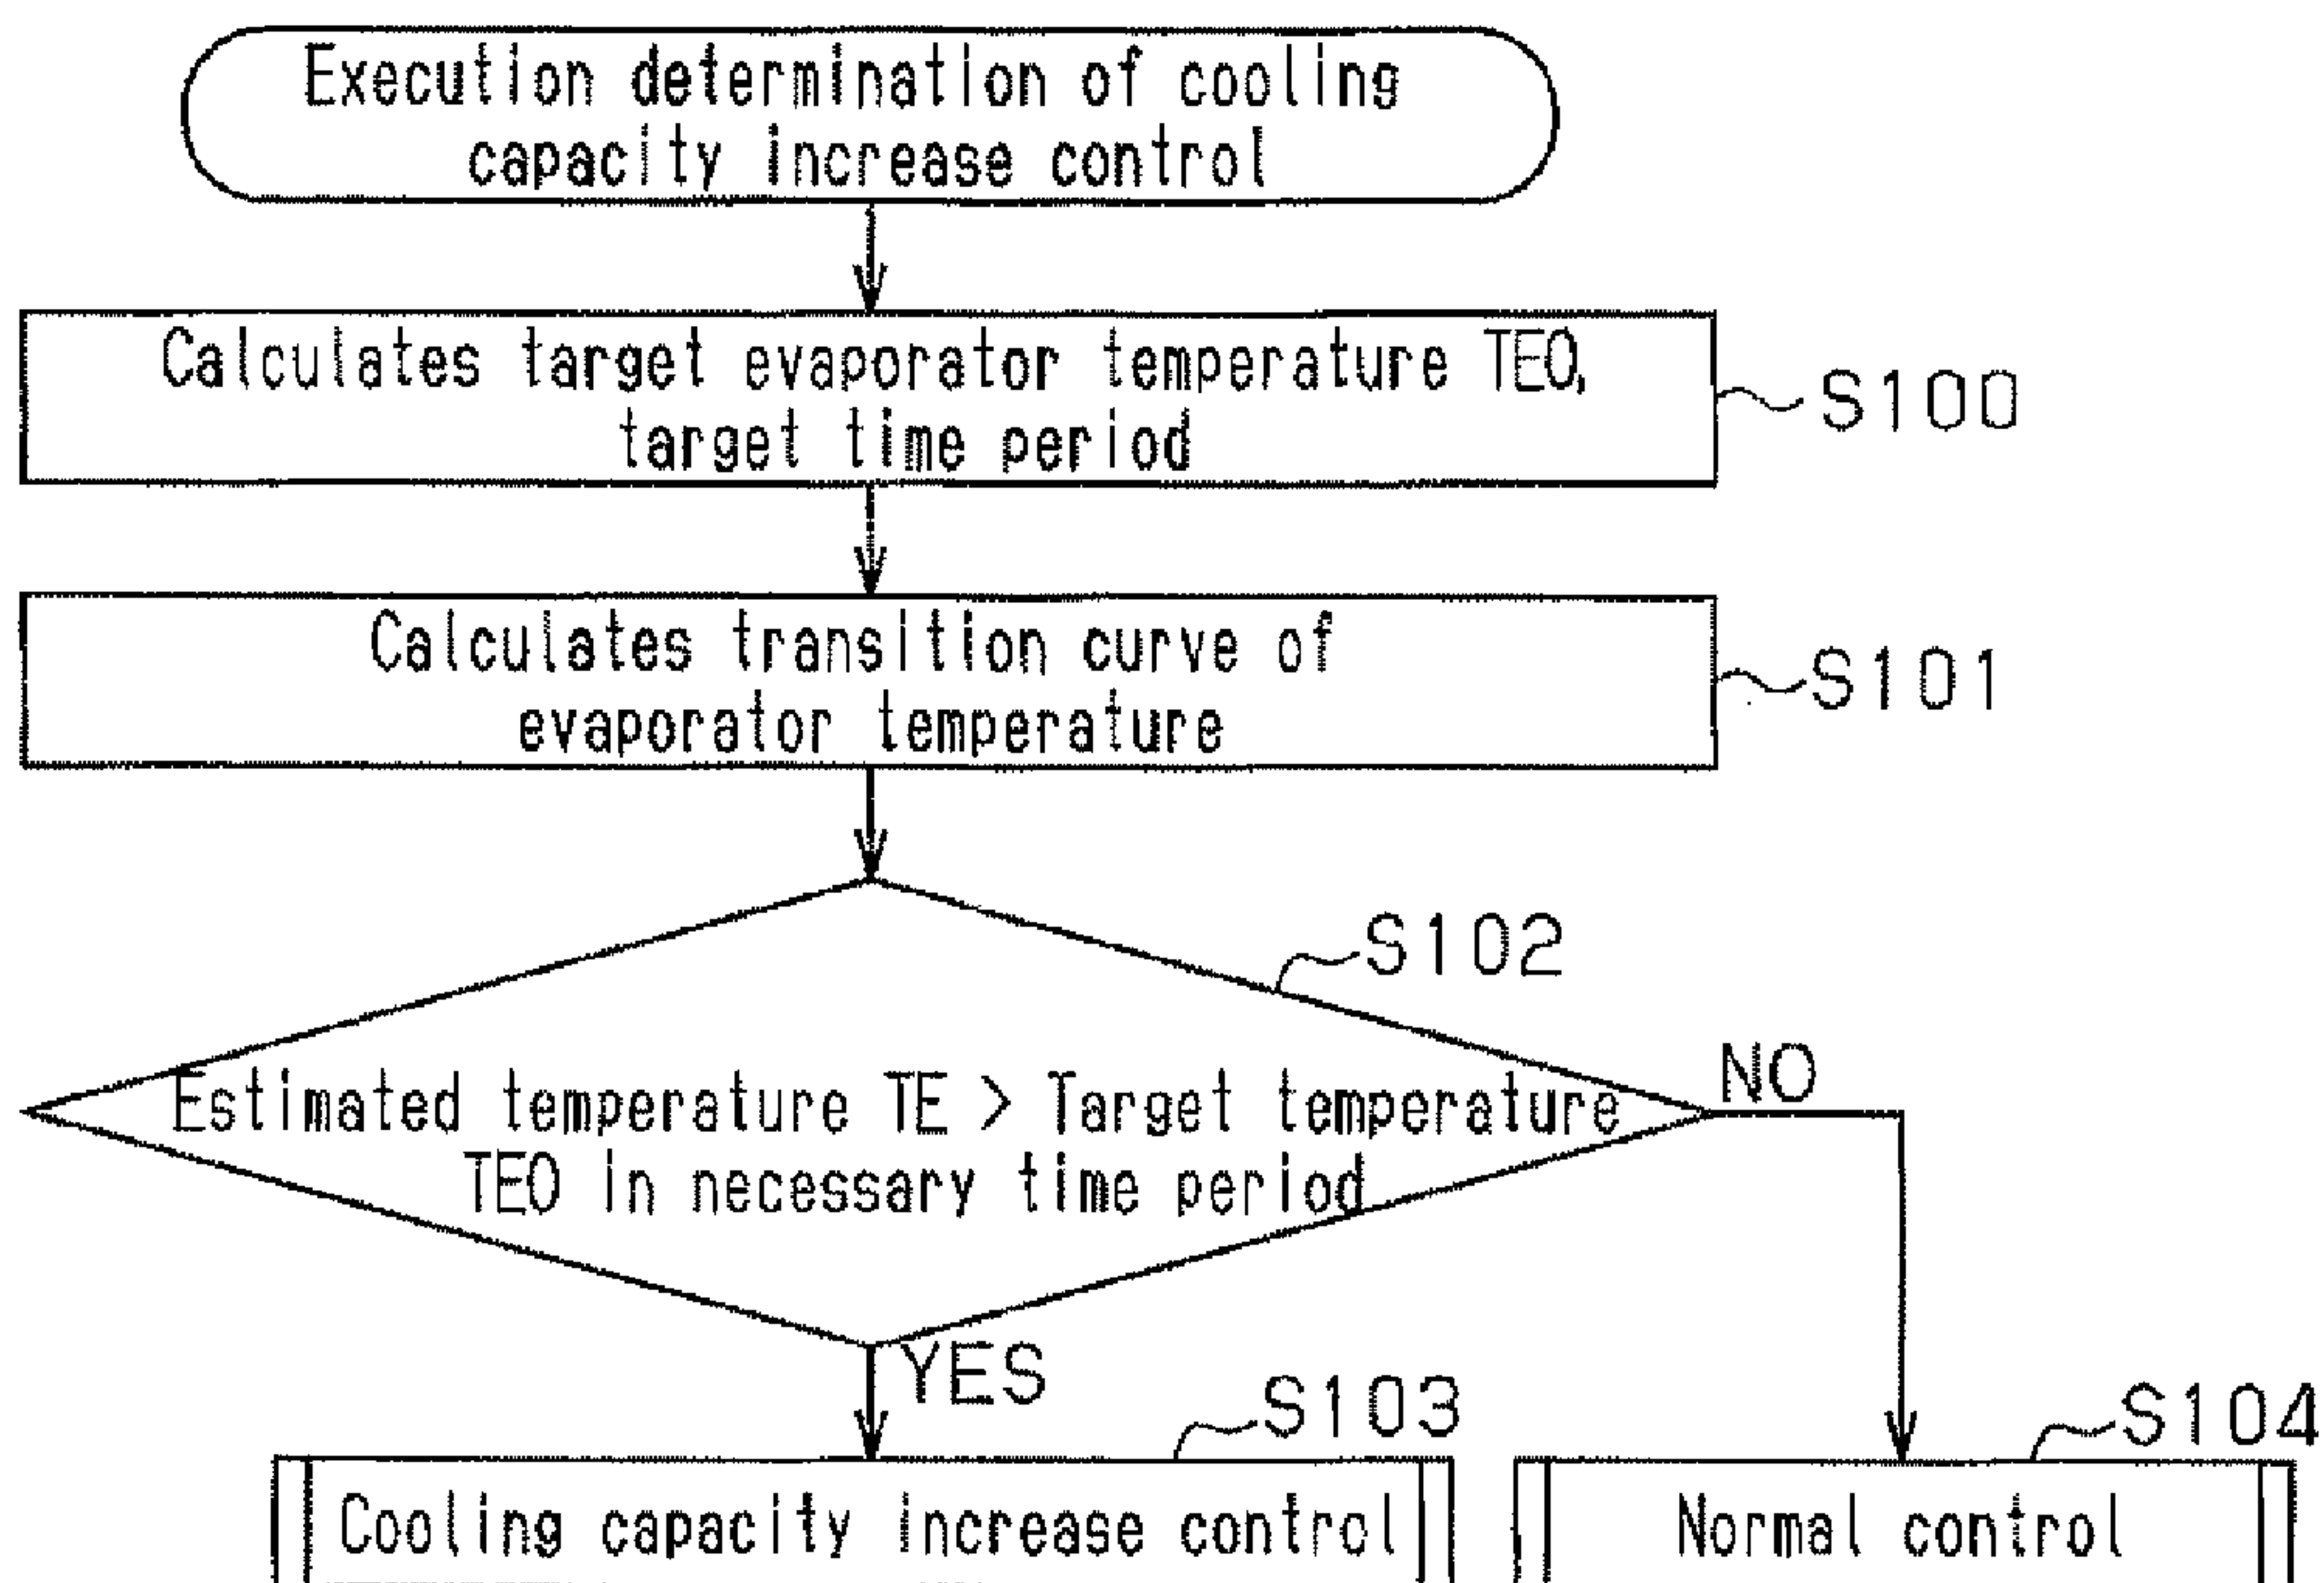 Execution determination of cooling
capacity increase control
Calculates target evaporator temperature TEO,
target time period
S100
Calculates transition curve of
evaporator temperature
S101
S102
Estimated temperature TE > Target temperature
TEO in necessary time period
NO
YES
S103
S104
Cooling capacity increase control
Normal control